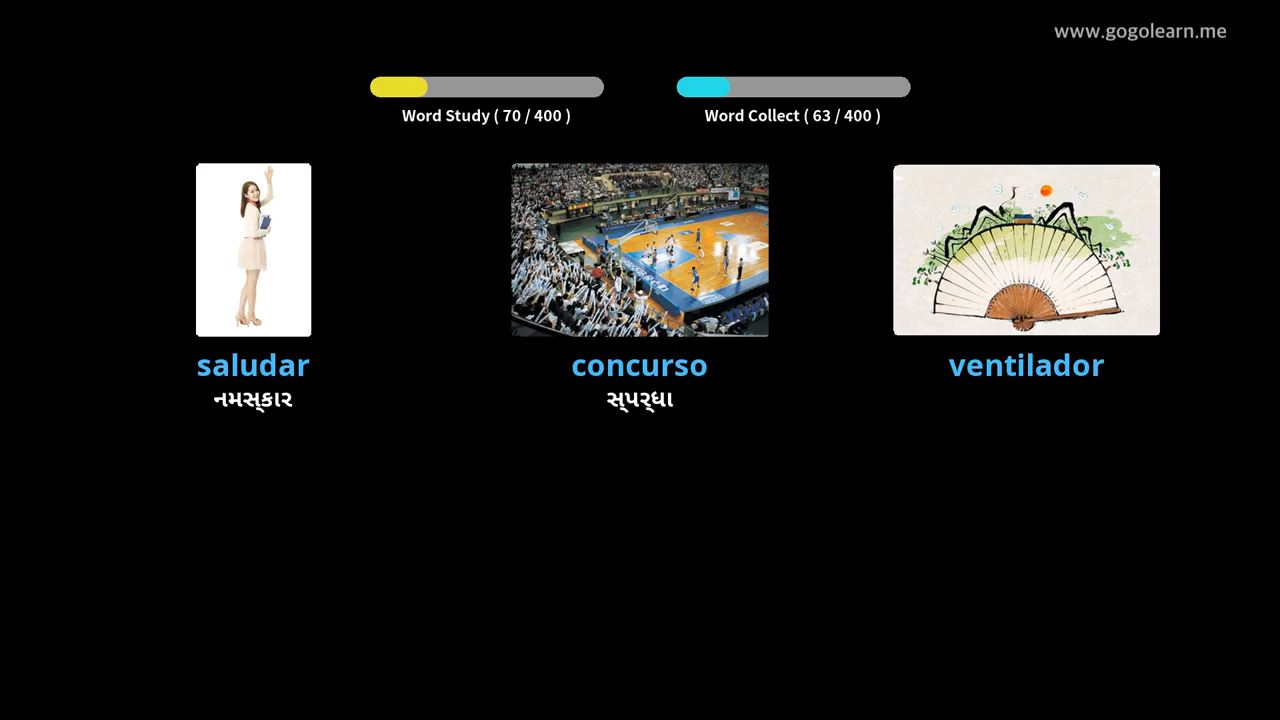 www.gogolearn.me
Word Study ( 70 / 400 )
Word Collect ( 63 / 400 )
saludar
નમસ્કાર
concurso
સ્પર્ધા
ventilador